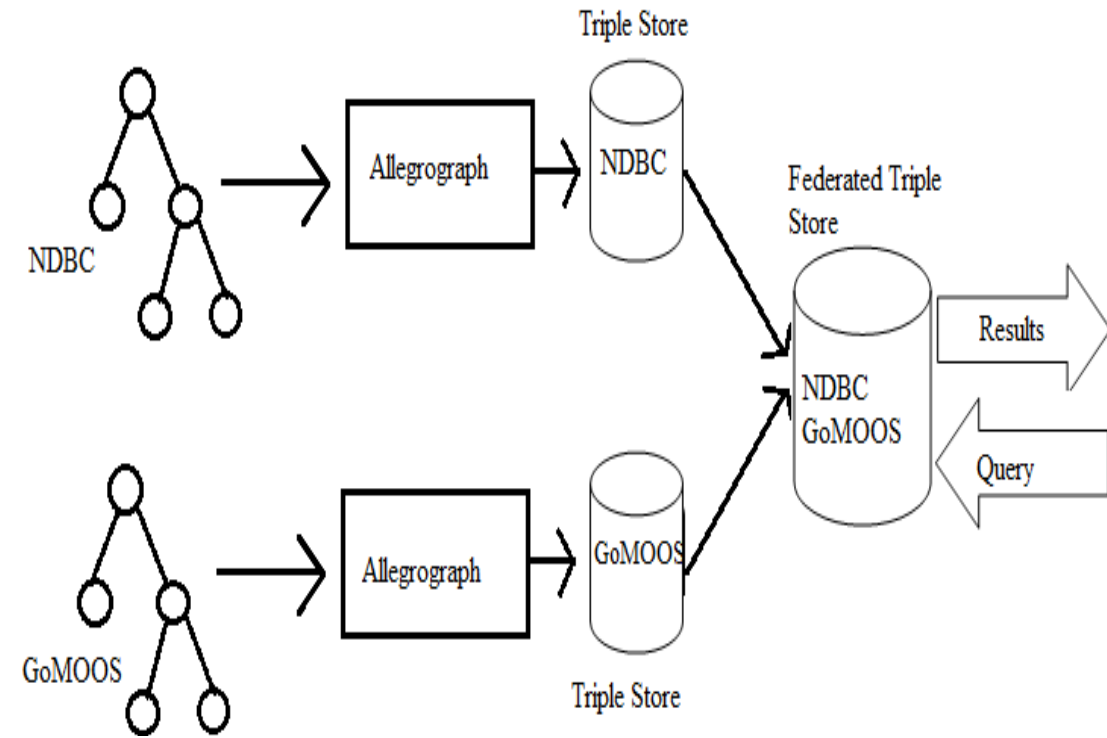 Triple Store
Allegrograph
NDBC
NDBC
Federated Triple
Store
Results
NDBC
GoMOOS
Query
GoMOOS
Allegrograph
GoMOOS
Triple Store